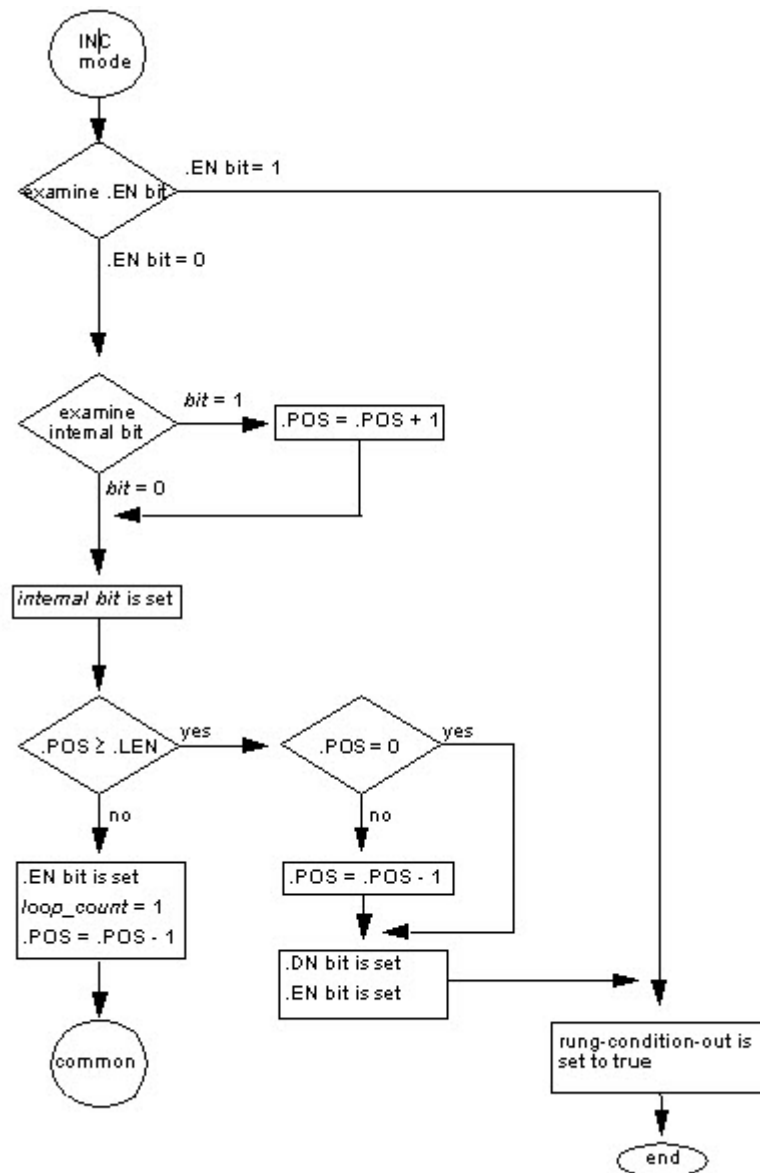 INC
mode
.EN bit = 1
examine .EN bit
.EN bit = 0
bit = 1
examine
internal bit
.POS = .POS + 1
bit = 0
internal bit is set
.POS ≥ .LEN
yes
.POS = 0
yes
no
no
.EN bit is set
loop_count = 1
.POS = .POS - 1
.POS = .POS - 1
.DN bit is set
.EN bit is set
common
rung-condition-out is
set to true
end